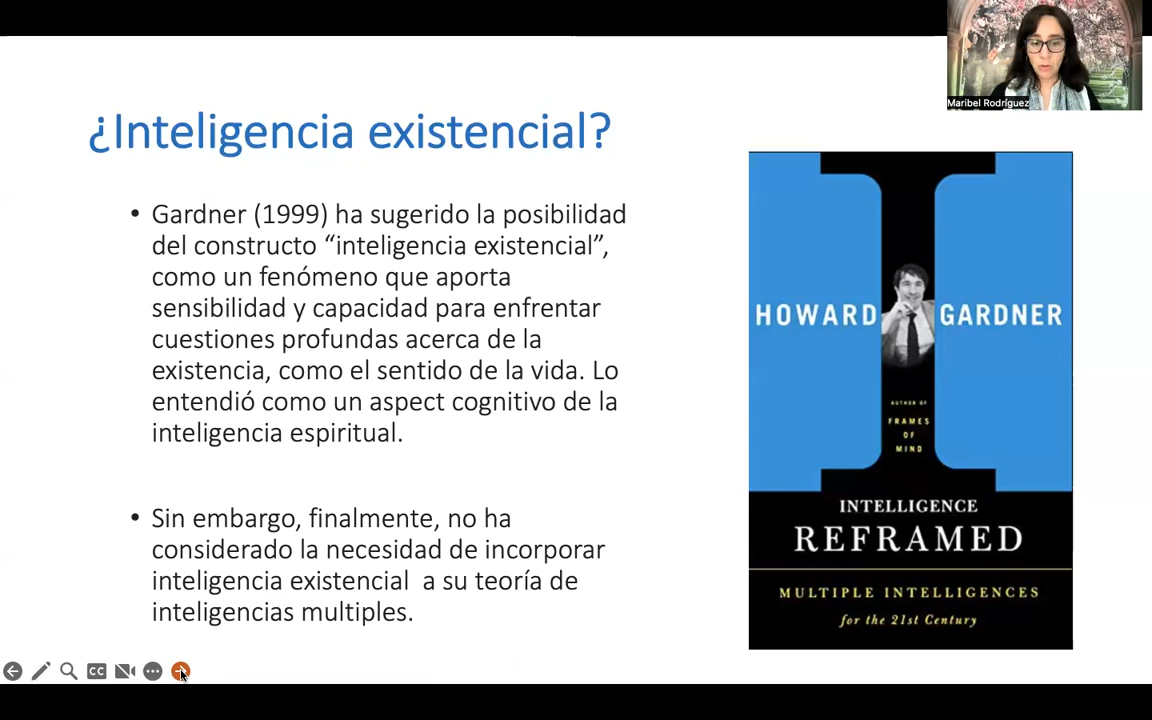 Maribel Rodríguez
¿Inteligencia existencial?
• Gardner (1999) ha sugerido la posibilidad
del constructo “inteligencia existencial”,
como un fenómeno que aporta
sensibilidad y capacidad para enfrentar
cuestiones profundas acerca de la
existencia, como el sentido de la vida. Lo
entendió como un aspect cognitivo de la
inteligencia espiritual.
• Sin embargo, finalmente, no ha
considerado la necesidad de incorporar
inteligencia existencial  a su teoría de
inteligencias multiples.
HOWARD GARDNER
AUTHOR OF
FRAMES
OF
MIND
INTELLIGENCE
REFRAMED
MULTIPLE INTELLIGENCES
for the 21st Century
CC